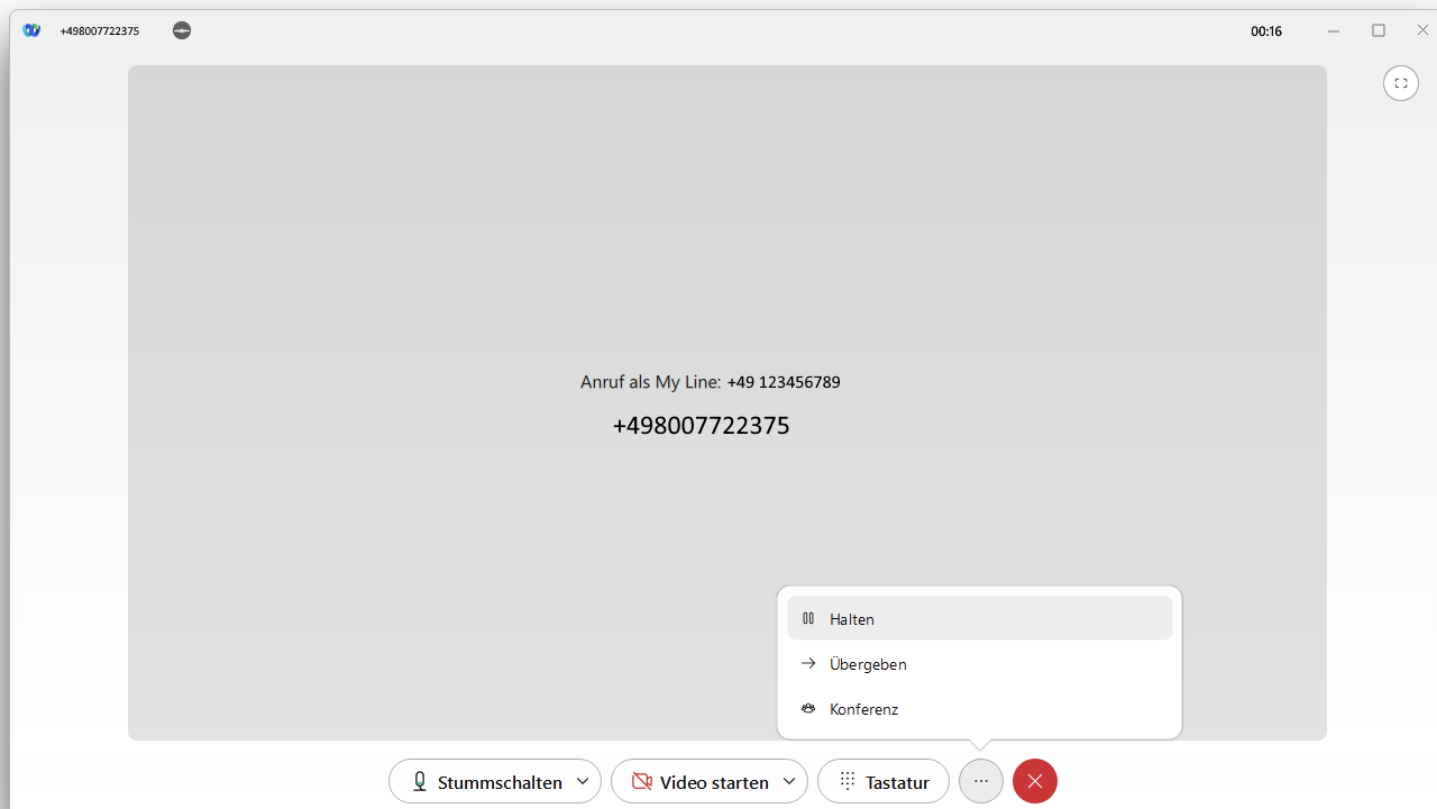 +498007722375
00:16
Anruf als My Line: +49 123456789
+498007722375
Halten
Übergeben
Konferenz
Stummschalten Video starten Tastatur